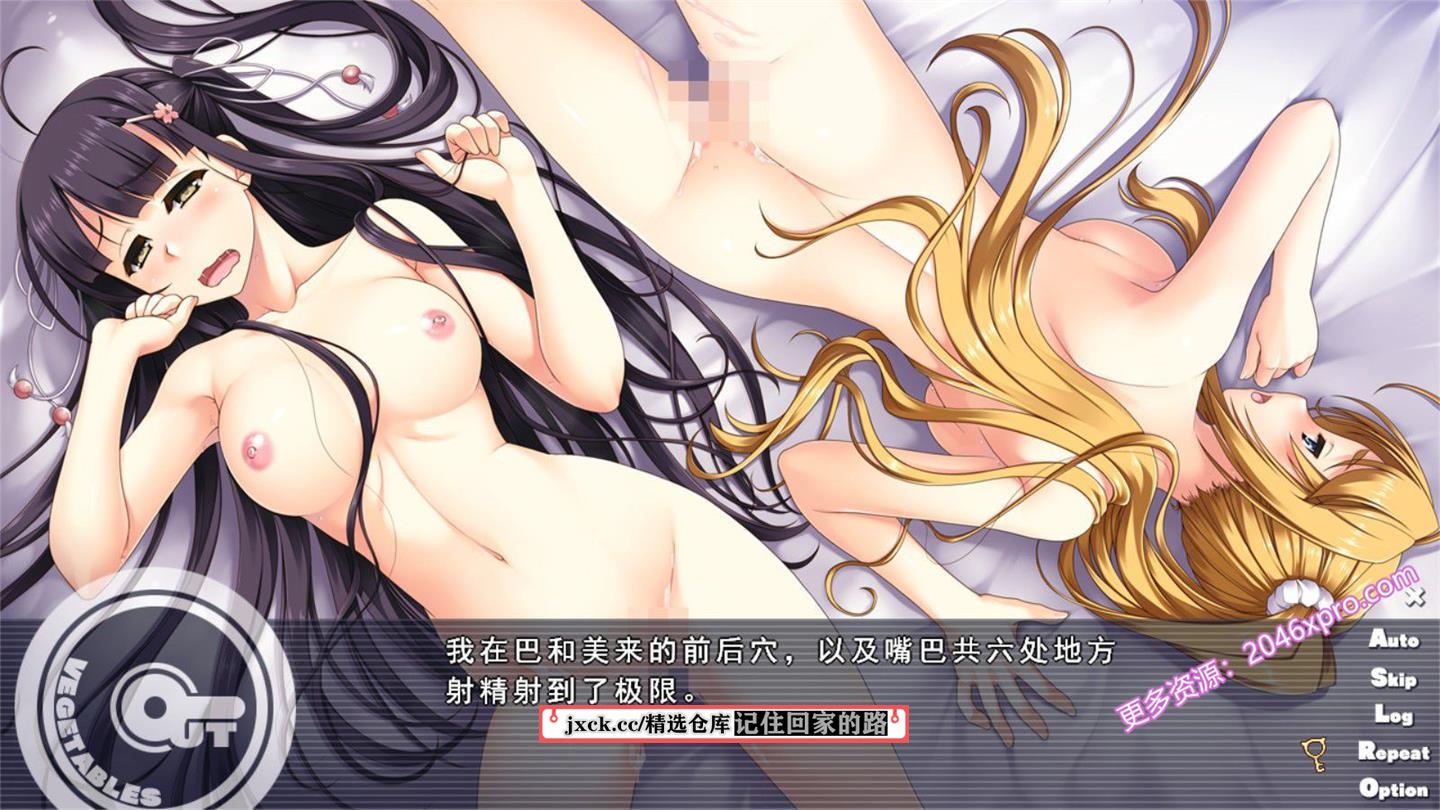 我在巴和美来的前后穴，以及嘴巴共六处地方
射精射到了极限。
jxck.cc/精选仓库 记住回家的路
更多资源：2046xpro.com
Auto
Skip
Log
Repeat
Option
OUT
VEGETABLES